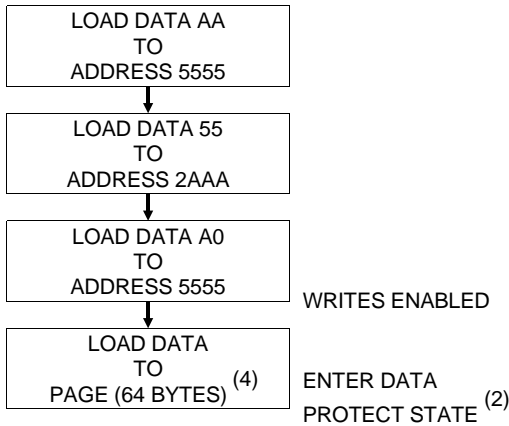 LOAD DATA AA
TO
ADDRESS 5555
LOAD DATA 55
TO
ADDRESS 2AAA
LOAD DATA A0
TO
ADDRESS 5555
WRITES ENABLED
LOAD DATA
TO
PAGE (64 BYTES) (4)
ENTER DATA
PROTECT STATE (2)